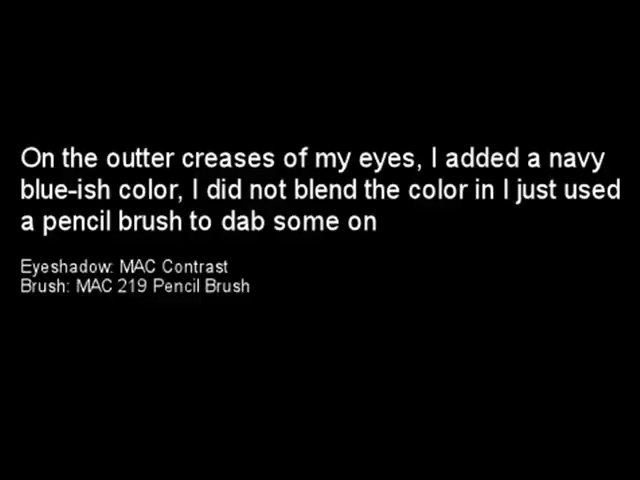 On the outter creases of my eyes, I added a navy
blue-ish color, I did not blend the color in I just used
a pencil brush to dab some on
Eyeshadow: MAC Contrast
Brush: MAC 219 Pencil Brush